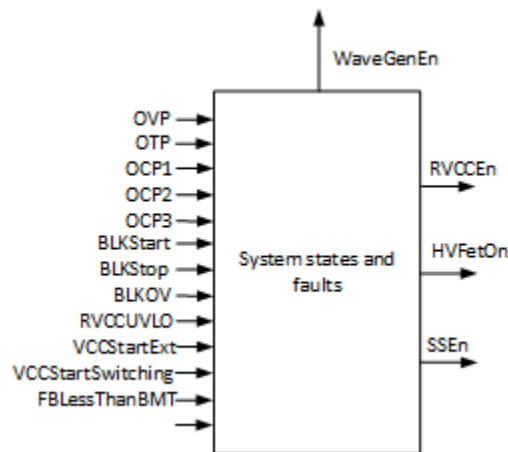 WaveGenEn
OVP
OTP
OCP1
OCP2
OCP3
BLKStart
BLKStop
BLKOV
RVCCUVLO
VCCStartExt
VCCStartSwitching
FBLessThanBMT
System states and
faults
RVCCEn
HVFetOn
SSEn